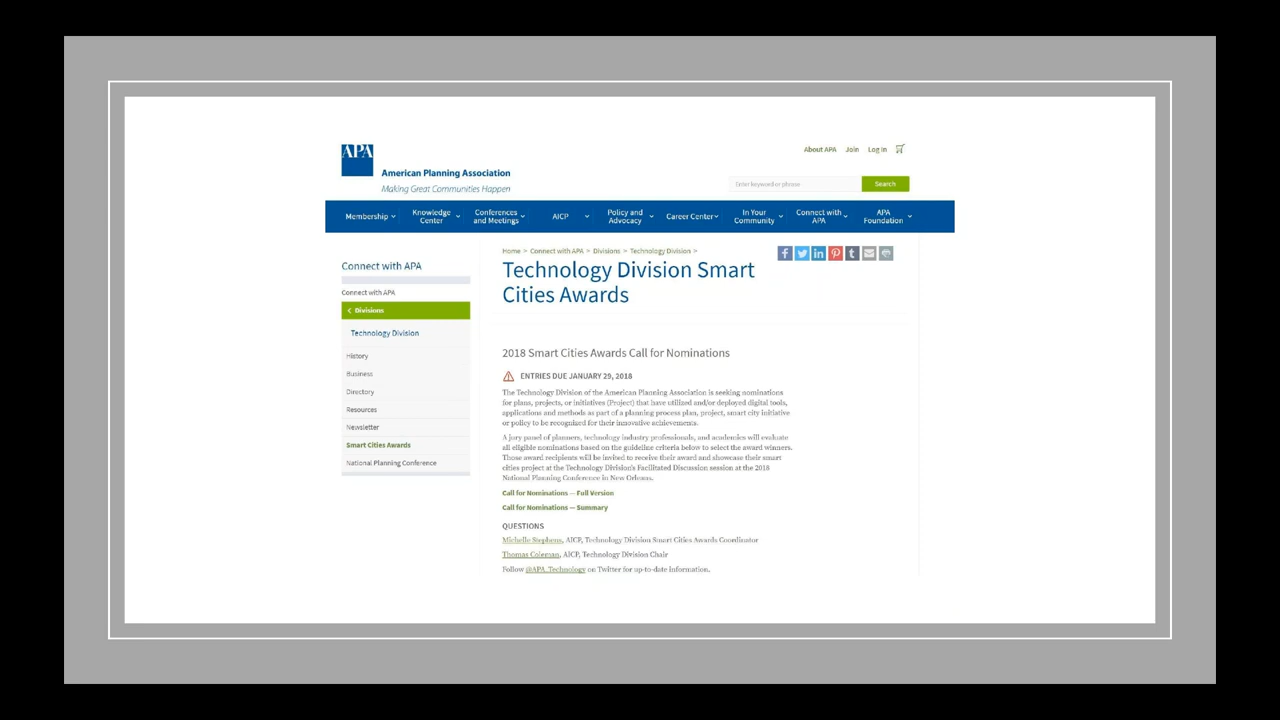 APA
American Planning Association
Making Great Communities Happen
About APA Join Log In
Enter keyword or phrase Search
Membership
Knowledge Center
Conferences and Meetings
AICP
Policy and Advocacy
Career Center
In Your Community
Connect with APA
APA Foundation
Connect with APA
Connect with APA
< Divisions
Technology Division
History
Business
Directory
Resources
Newsletter
Smart Cities Awards
National Planning Conference
Home > Connect with APA > Divisions > Technology Division >
Technology Division Smart
Cities Awards
2018 Smart Cities Awards Call for Nominations
ENTRIES DUE JANUARY 29, 2018
The Technology Division of the American Planning Association is seeking nominations
for plans, projects, or initiatives (Project) that have utilized and/or deployed digital tools,
applications and methods as part of a planning process plan, project, smart city initiative
or policy to be recognized for their innovative achievements.
A jory panel of planners, technology industry professionals, and academics will evaluate
all eligible nominations based on the guideline criteria below to select the award winners.
Those award recipients will be invited to receive their award and showcase their smart
cities project at the Technology Division's Facilitated Discussion session at the 2018
National Planning Conference in New Orleans.
Call for Nominations — Full Version
Call for Nominations — Summary
QUESTIONS
Michelle Stephens, AICP, Technology Division Smart Cities Awards Coordinator
Thomas Coleman, AICP, Technology Division Chair
Follow @APA_Technology on Twitter for up-to-date information.